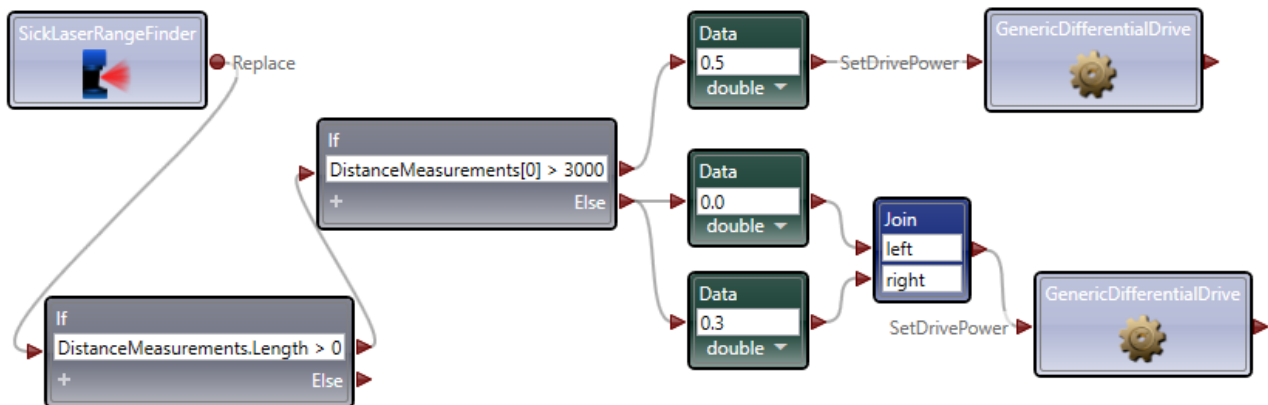 SickLaserRangeFinder
Replace
If
DistanceMeasurements.Length > 0
+ Else
If
DistanceMeasurements[0] > 3000
+ Else
Data
0.5
double
SetDrivePower
GenericDifferentialDrive
Data
0.0
double
Data
0.3
double
Join
left
right
SetDrivePower
GenericDifferentialDrive